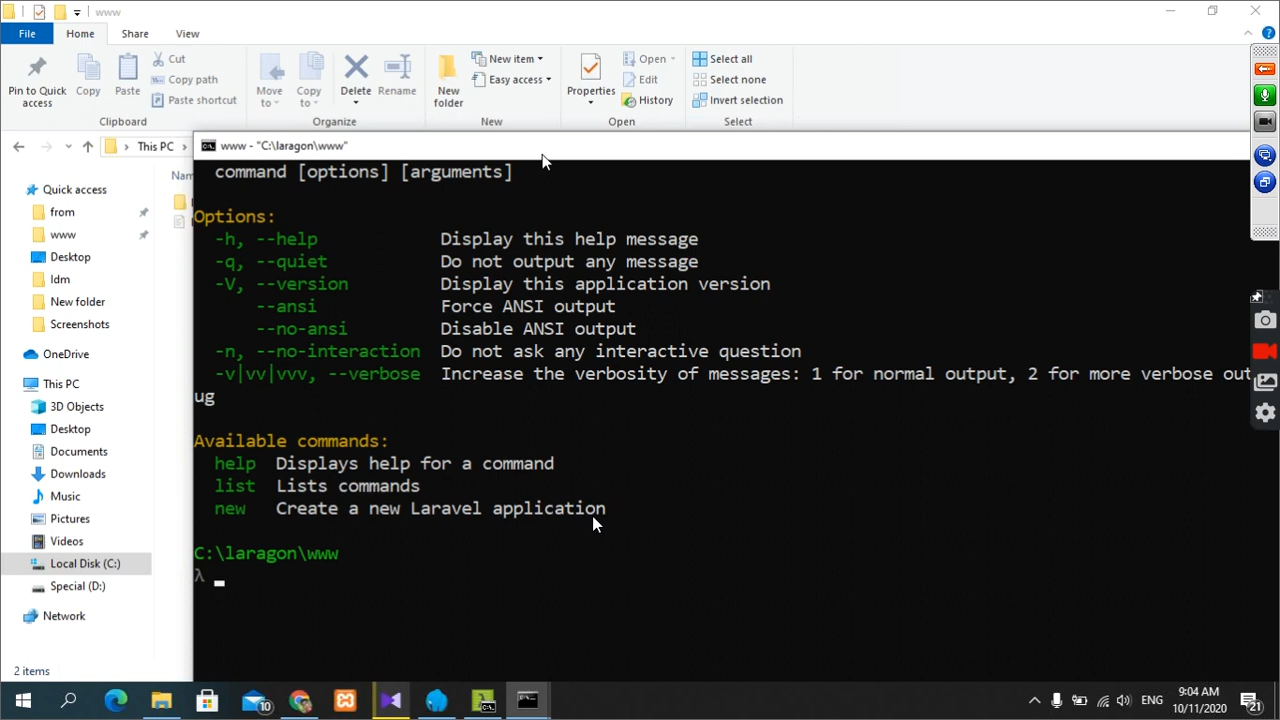 www
File
Home
Share
View
Pin to Quick access
Copy
Paste
Cut
Copy path
Paste shortcut
Clipboard
Move to
Copy to
Delete
Rename
Organize
New folder
New item
Easy access
New
Properties
Open
Edit
History
Open
Select all
Select none
Invert selection
Select
This PC
www - "C:\laragon\www"
Quick access
from
www
Desktop
Idm
New folder
Screenshots
OneDrive
This PC
3D Objects
Desktop
Documents
Downloads
Music
Pictures
Videos
Local Disk (C:)
Special (D:)
Network
2 items
command [options] [arguments]
Options:
-h, --help Display this help message
-q, --quiet Do not output any message
-V, --version Display this application version
--ansi Force ANSI output
--no-ansi Disable ANSI output
-n, --no-interaction Do not ask any interactive question
-v|vv|vvv, --verbose Increase the verbosity of messages: 1 for normal output, 2 for more verbose out
ug
Available commands:
help Displays help for a command
list Lists commands
new Create a new Laravel application
C:\laragon\www
λ
10
ENG
9:04 AM
10/11/2020
21